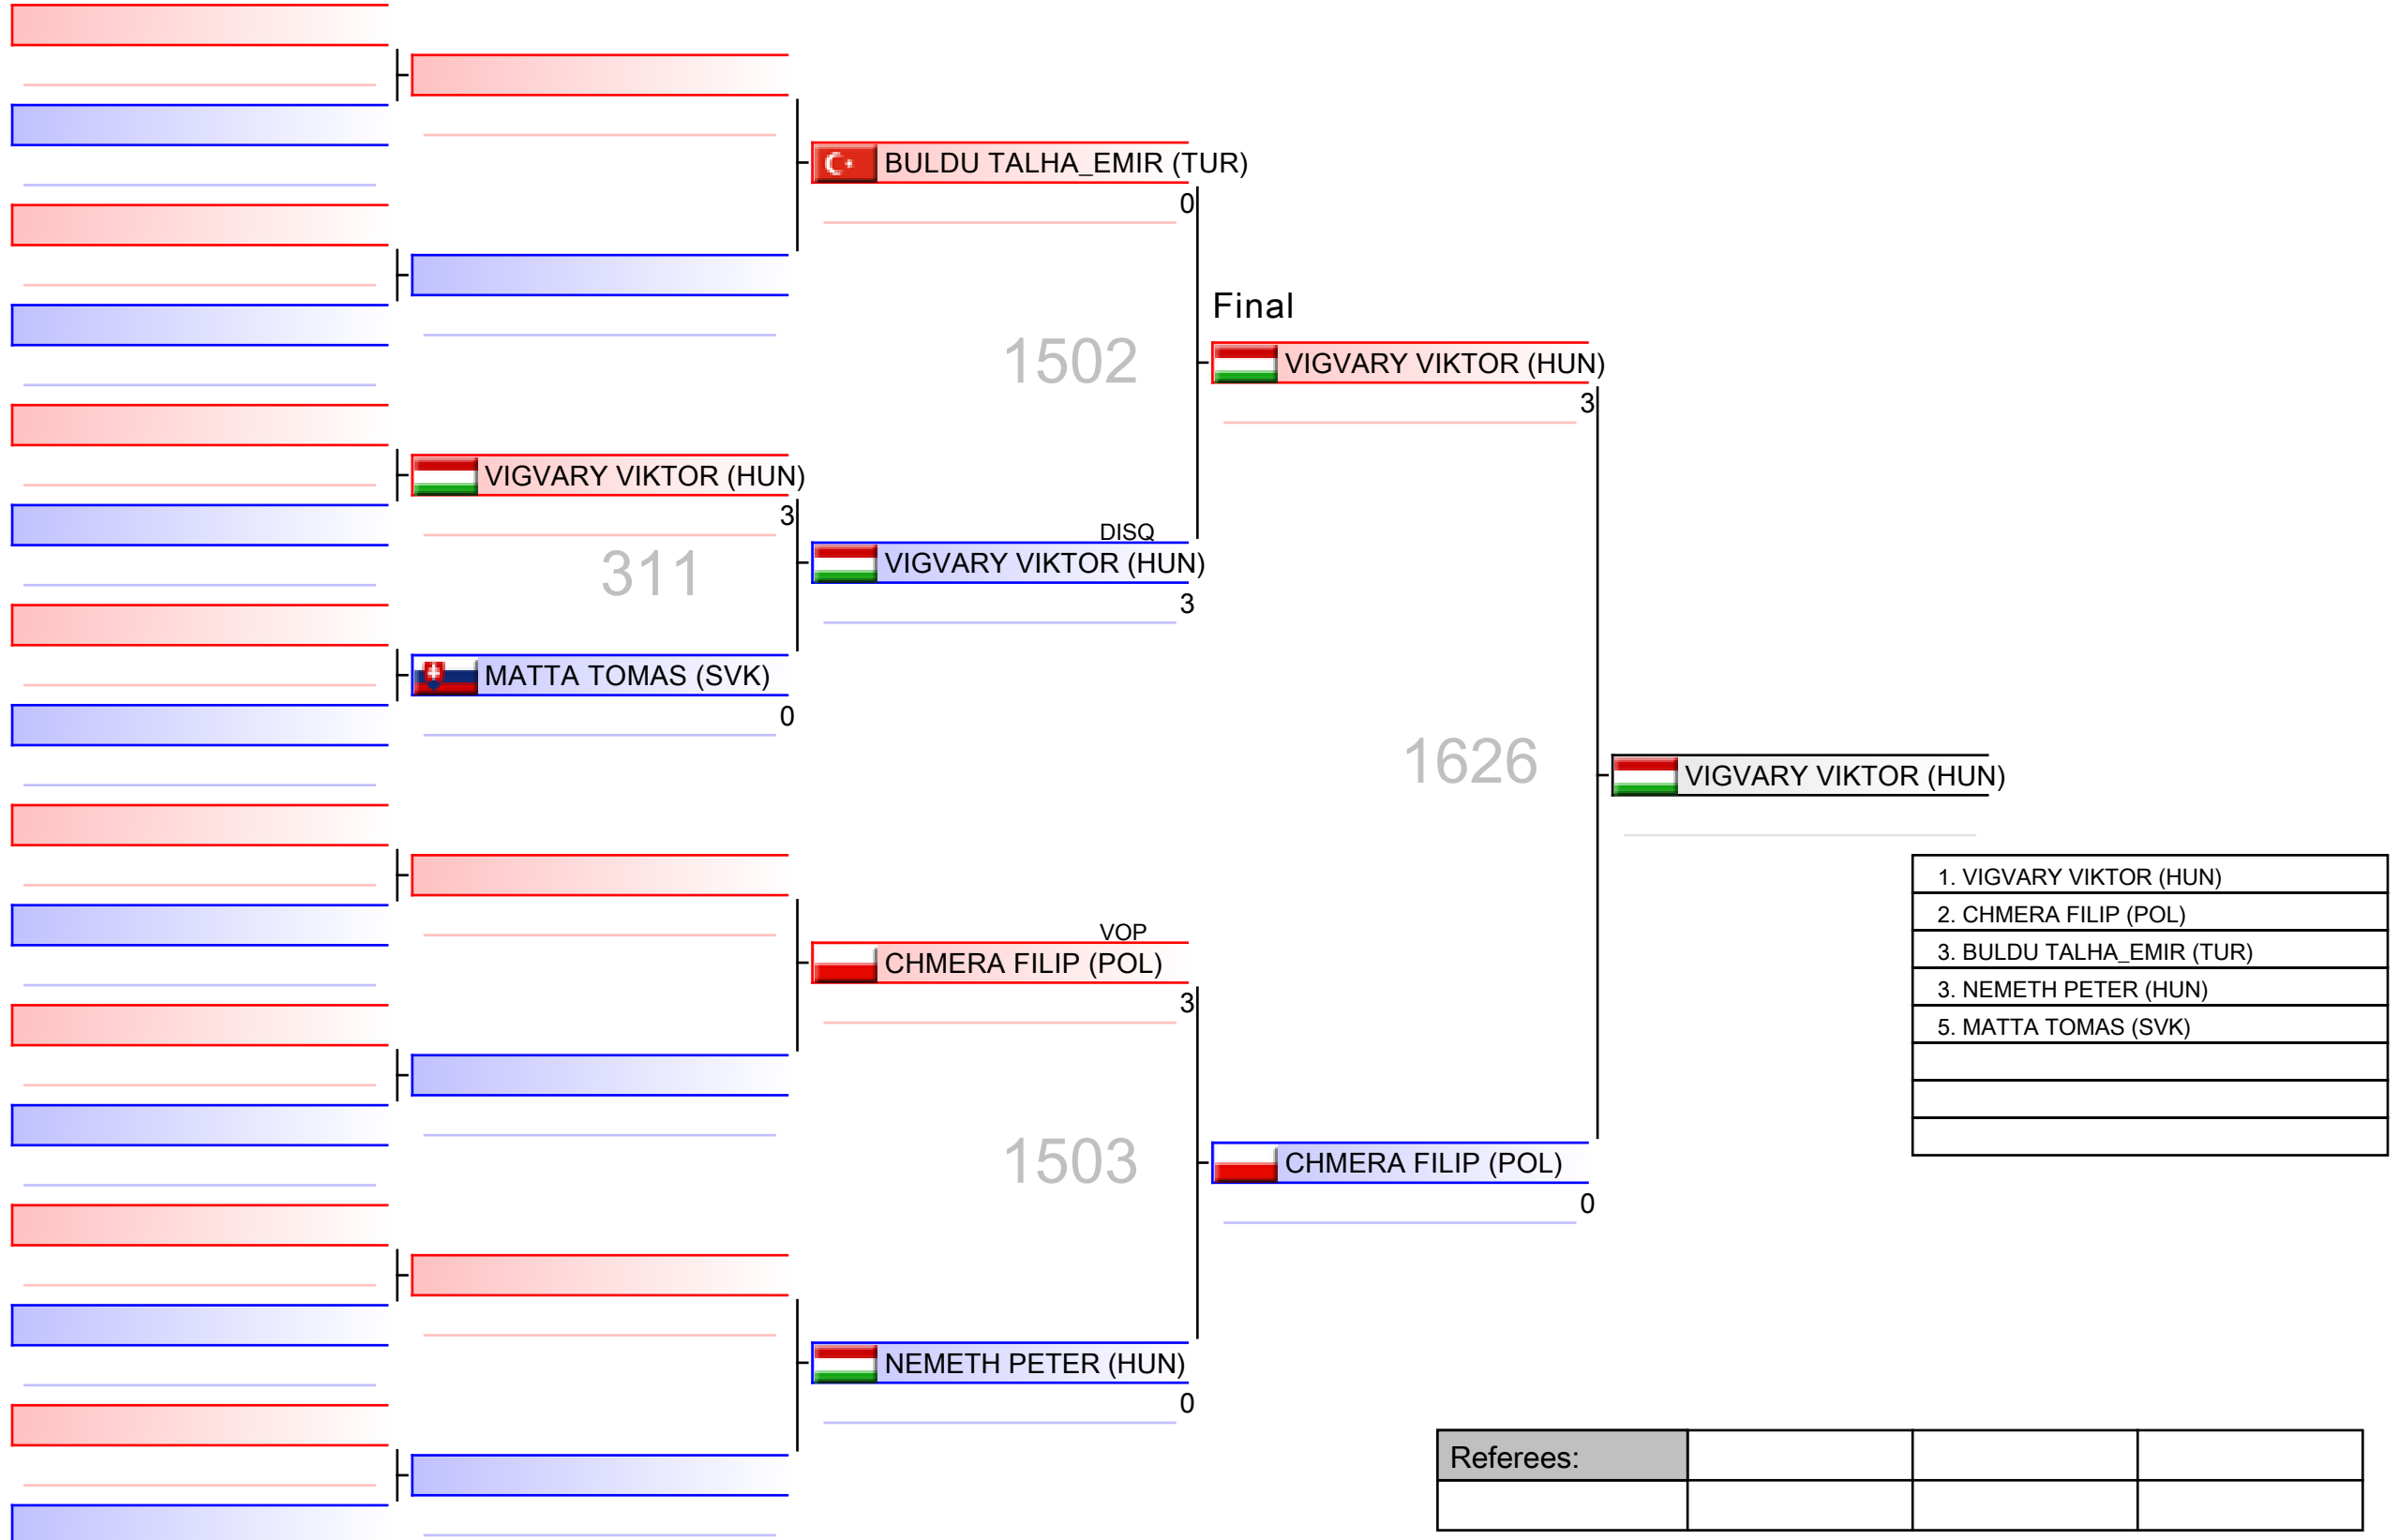 BULDU TALHA_EMIR (TUR)
0
1502
Final
VIGVARY VIKTOR (HUN)
3
VIGVARY VIKTOR (HUN)
3
311
DISQ
VIGVARY VIKTOR (HUN)
3
MATTA TOMAS (SVK)
0
1626
VIGVARY VIKTOR (HUN)
1. VIGVARY VIKTOR (HUN)
2. CHMERA FILIP (POL)
3. BULDU TALHA_EMIR (TUR)
3. NEMETH PETER (HUN)
5. MATTA TOMAS (SVK)
VOP
CHMERA FILIP (POL)
3
1503
CHMERA FILIP (POL)
0
NEMETH PETER (HUN)
0
Referees: